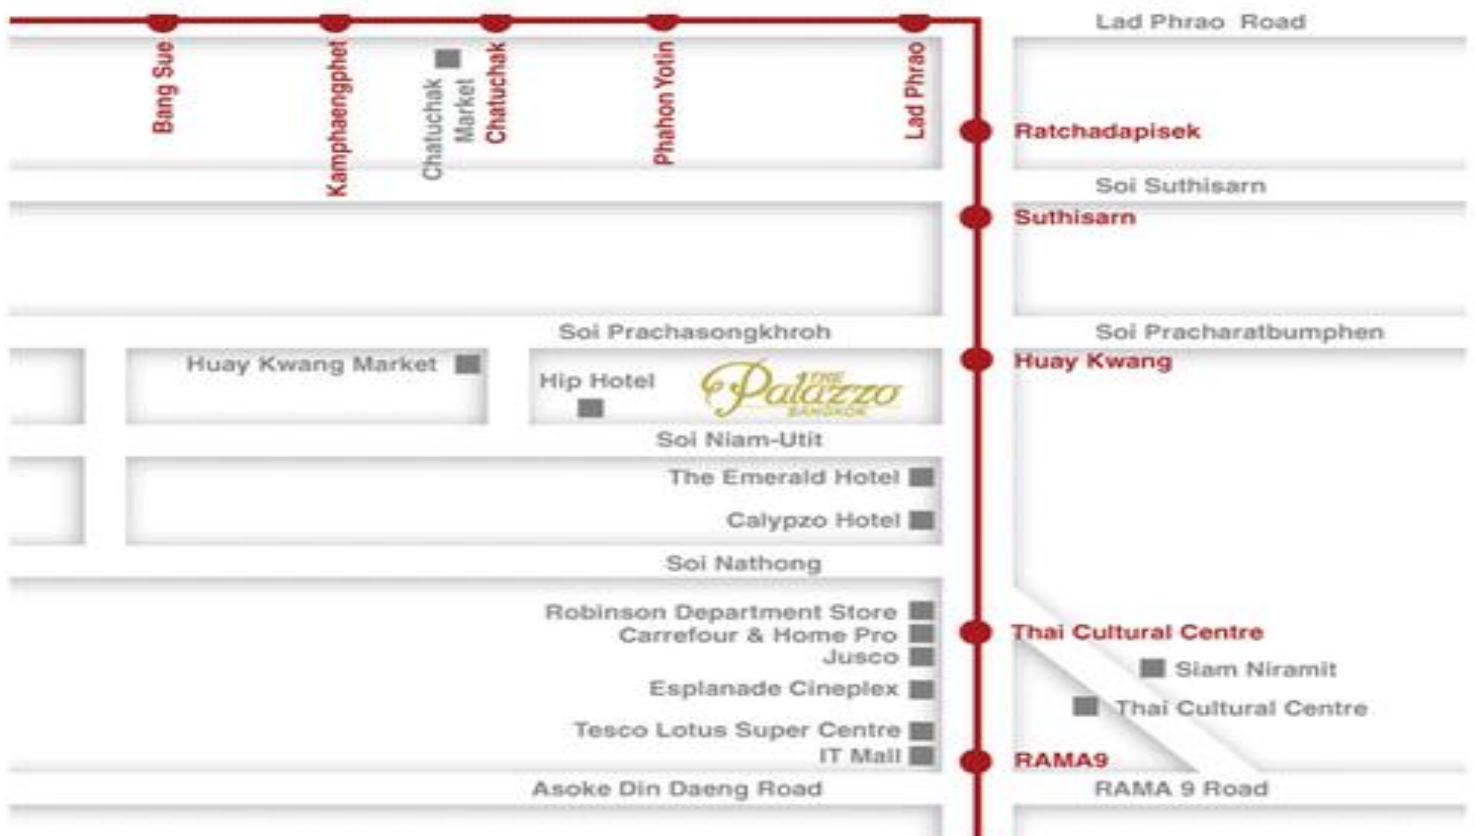 Lad Phrao Road
Bang Sue
Kamphaengphet
Chatuchak
Market
Chatuchak
Phahon Yotin
Lad Phrao
Ratchadapisek
Soi Suthisarn
Suthisarn
Soi Prachasongkhroh
Soi Pracharatbumphen
Huay Kwang Market
Hip Hotel
THE
Palazzo
BANGKOK
Huay Kwang
Soi Niam-Utit
The Emerald Hotel
Calypzo Hotel
Soi Nathong
Robinson Department Store
Carrefour & Home Pro
Thai Cultural Centre
Jusco
Siam Niramit
Esplanade Cineplex
Thai Cultural Centre
Tesco Lotus Super Centre
IT Mall
RAMA9
Asoke Din Daeng Road
RAMA 9 Road